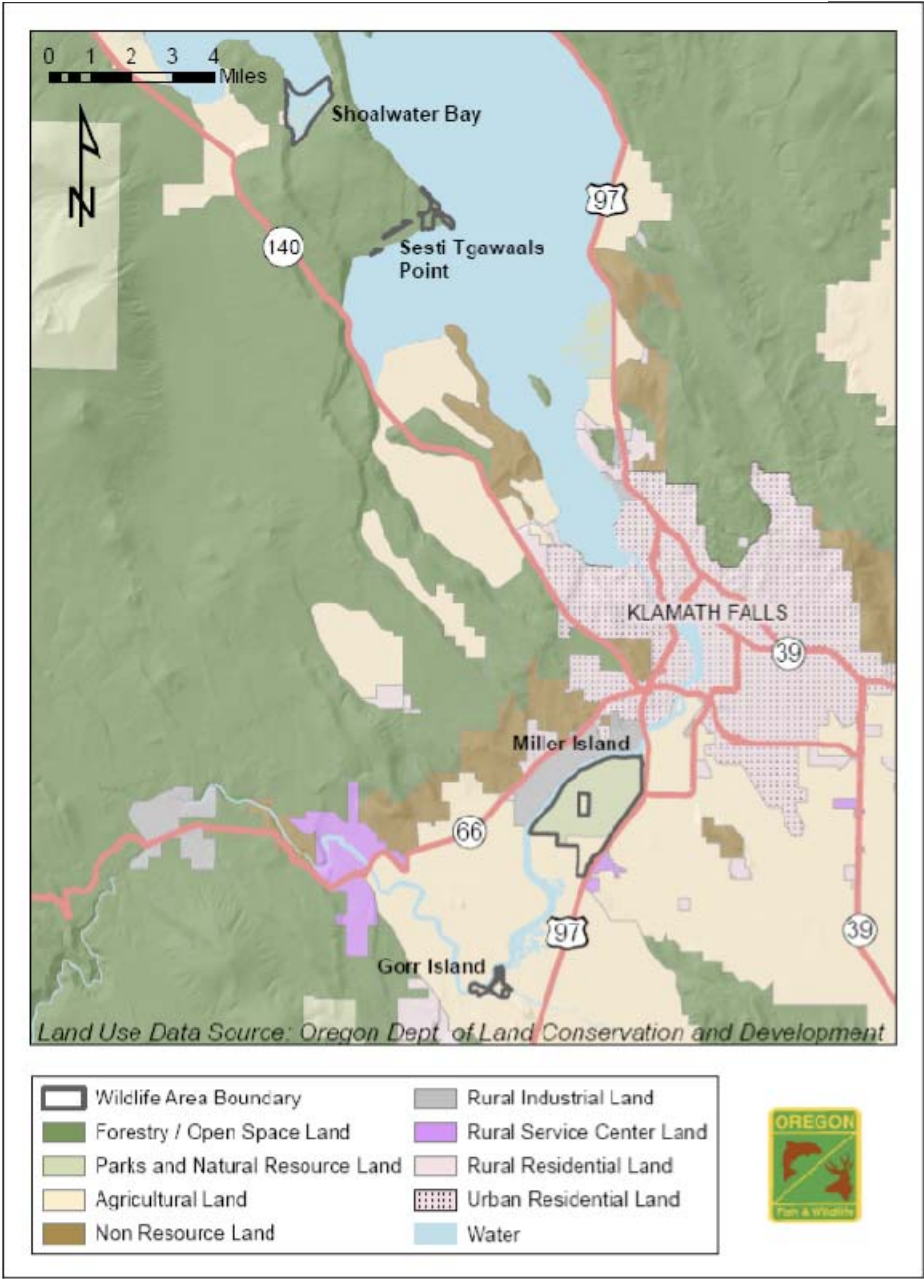 0 1 2 3 4
Miles
Shoalwater Bay
N
97
140
Sesti Tgawaals
Point
KLAMATH FALLS
39
Miller Island
66
97
39
Gorr Island
Land Use Data Source: Oregon Dept. of Land Conservation and Development
Wildlife Area Boundary
Forestry / Open Space Land
Parks and Natural Resource Land
Agricultural Land
Non Resource Land
Rural Industrial Land
Rural Service Center Land
Rural Residential Land
Urban Residential Land
Water
OREGON
Fish & Wildlife